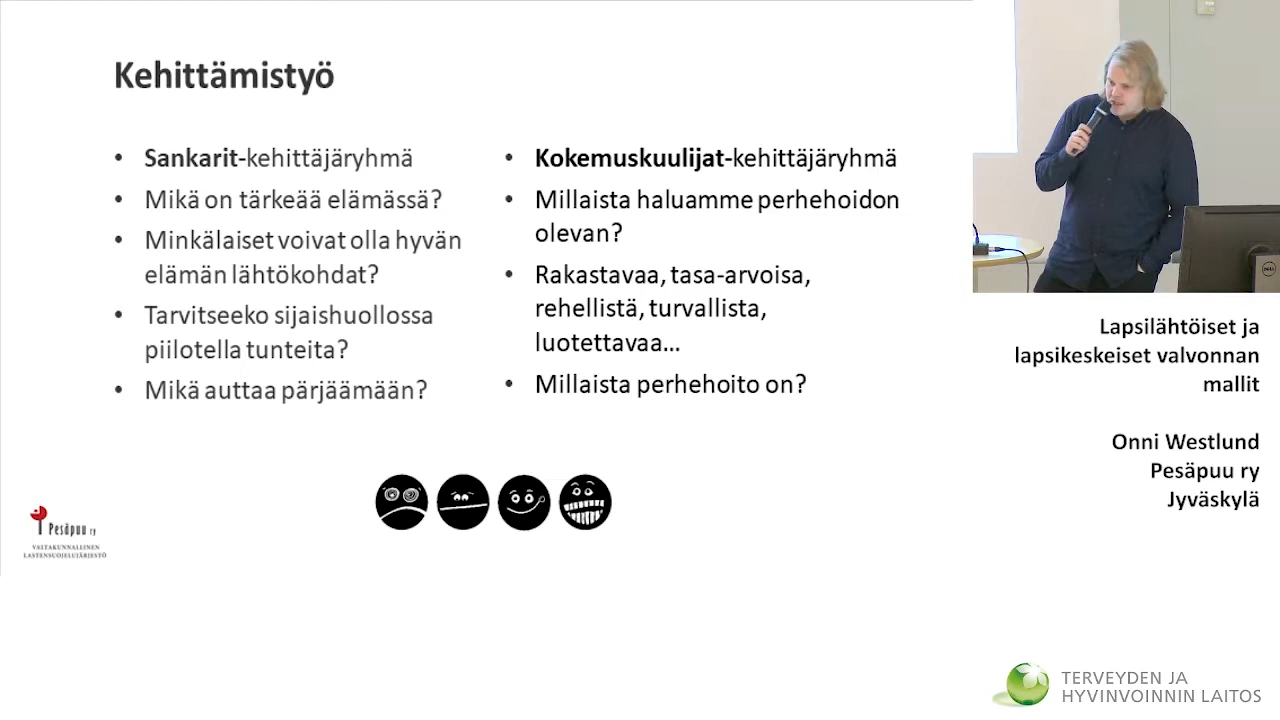 Kehittämistyö
• Sankarit-kehittäjäryhmä
• Mikä on tärkeää elämässä?
• Minkälaiset voivat olla hyvän
elämän lähtökohdat?
• Tarvitseeko sijaishuollossa
piilotella tunteita?
• Mikä auttaa pärjäämään?
• Kokemuskuulijat-kehittäjäryhmä
• Millaista haluamme perhehoidon
olevan?
• Rakastavaa, tasa-arvoisa,
rehellistä, turvallista,
luotettavaa...
• Millaista perhehoito on?
Pesäpuu ry
VALTAKUNNALLINEN
LASTENSUOJELUJÄRJESTÖ
DELL
Lapsilähtöiset ja
lapsikeskeiset valvonnan
mallit
Onni Westlund
Pesäpuu ry
Jyväskylä
TERVEYDEN JA
HYVINVOINNIN LAITOS